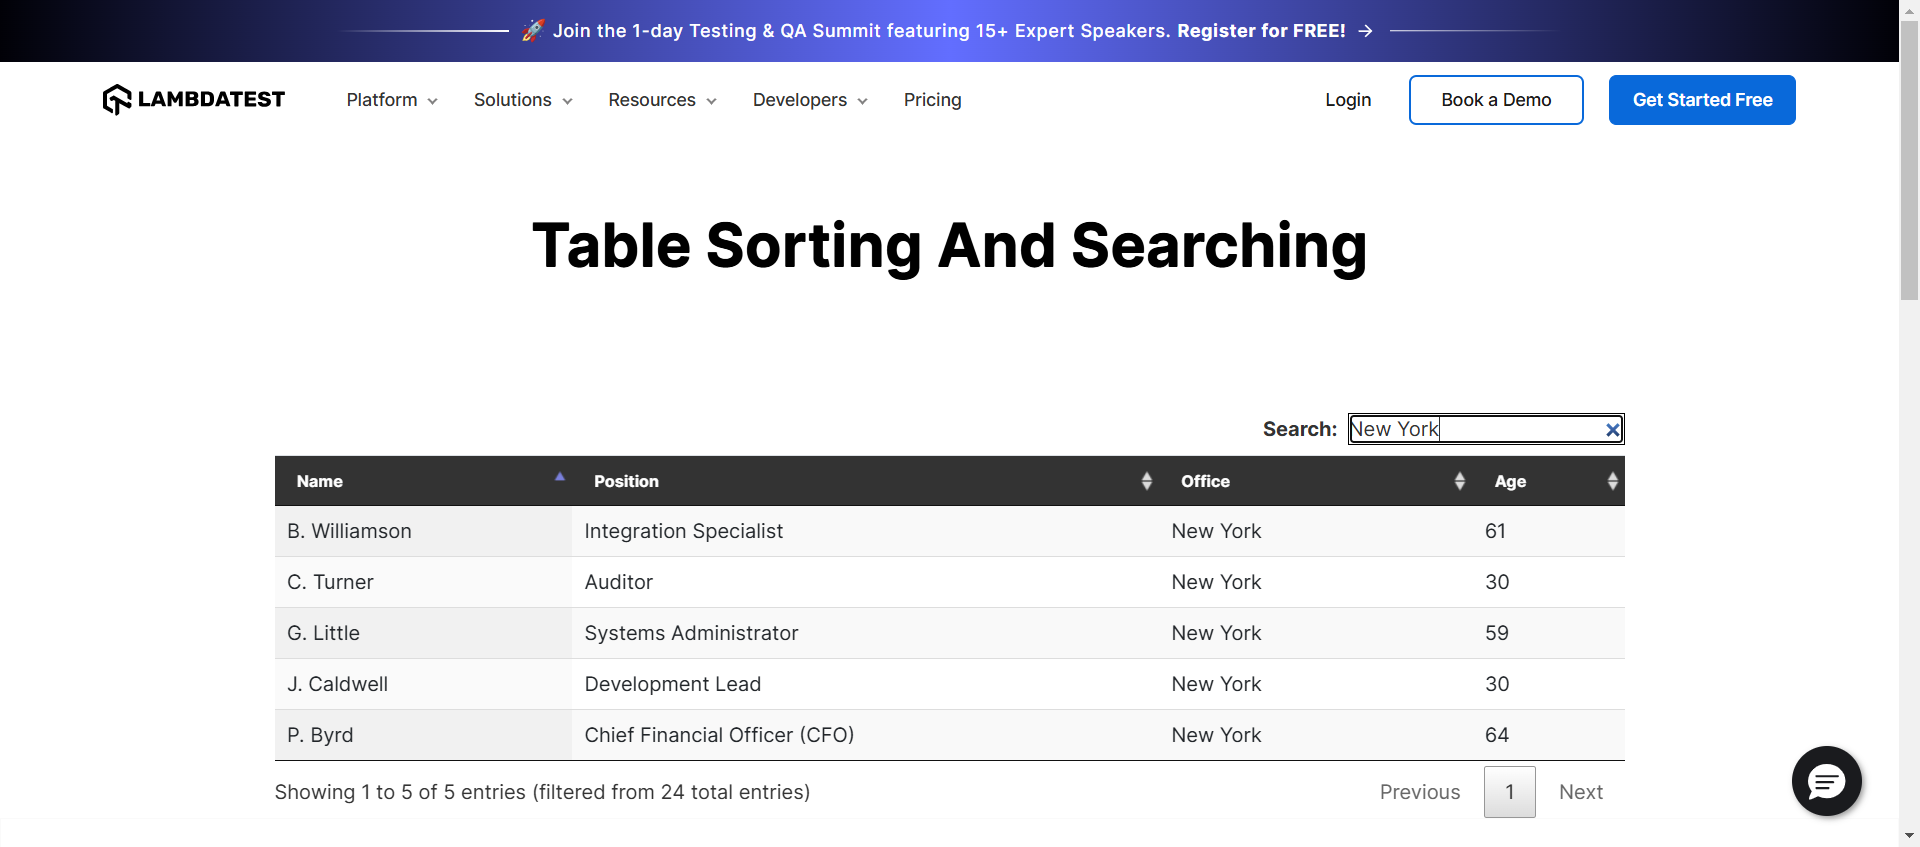 Join the 1-day Testing & QA Summit featuring 15+ Expert Speakers. Register for FREE! →
LAMBDATEST Platform Solutions Resources Developers Pricing Login Book a Demo Get Started Free
Table Sorting And Searching
Search: New York
Name Position Office Age
B. Williamson Integration Specialist New York 61
C. Turner Auditor New York 30
G. Little Systems Administrator New York 59
J. Caldwell Development Lead New York 30
P. Byrd Chief Financial Officer (CFO) New York 64
Showing 1 to 5 of 5 entries (filtered from 24 total entries) Previous 1 Next